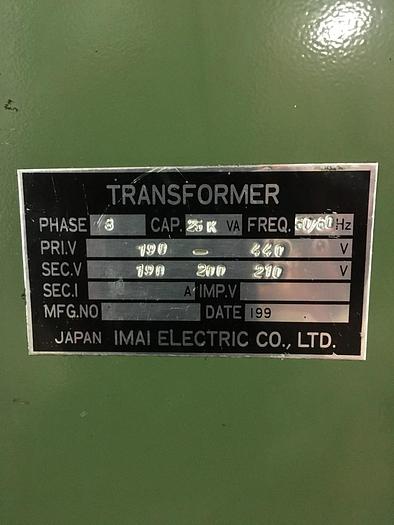 TRANSFORMER
PHASE 3 CAP. 25K VA FREQ. 50/60 Hz
PRI.V 190 - 440 V
SEC.V 190 200 210 V
SEC.I A IMP.V
MFG.NO DATE 199
JAPAN IMAI ELECTRIC CO., LTD.